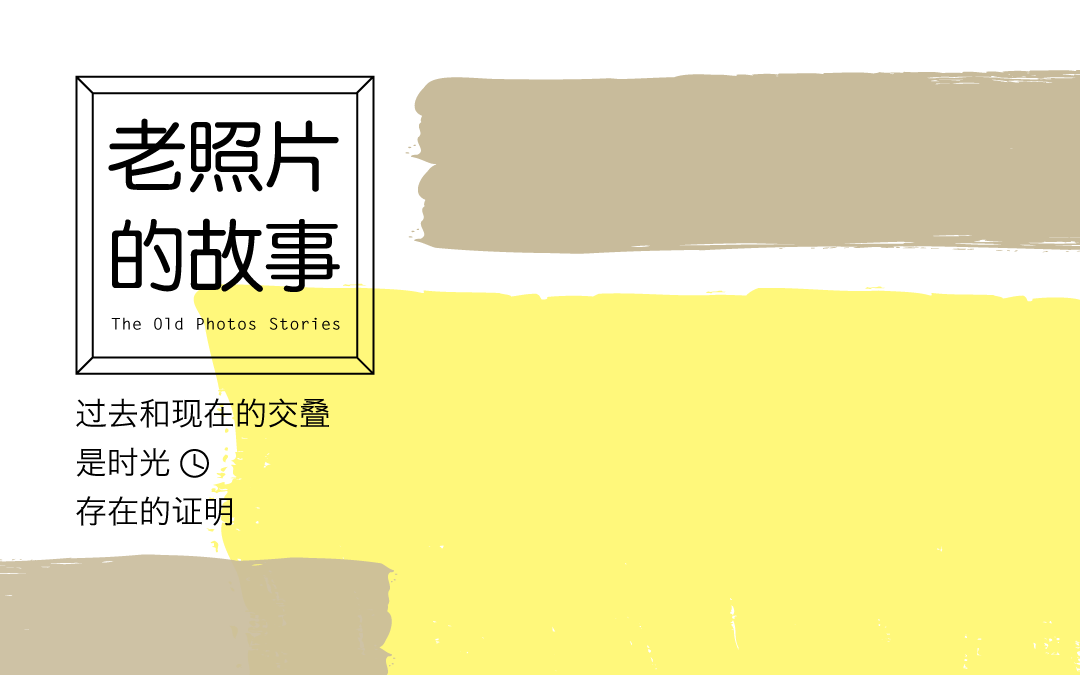 老照片
的故事
The Old Photos Stories
过去和现在的交叠
是时光
存在的证明